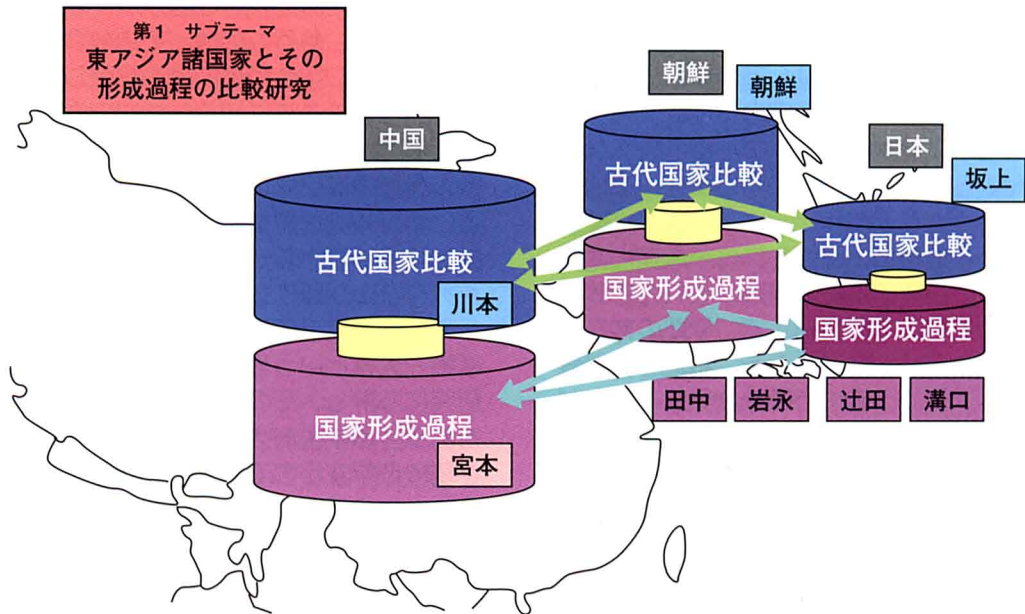 第1 サブテーマ
東アジア諸国家とその
形成過程の比較研究
中国
古代国家比較
川本
国家形成過程
宮本
朝鮮
朝鮮
古代国家比較
国家形成過程
日本
坂上
古代国家比較
国家形成過程
田中
岩永
辻田
溝口